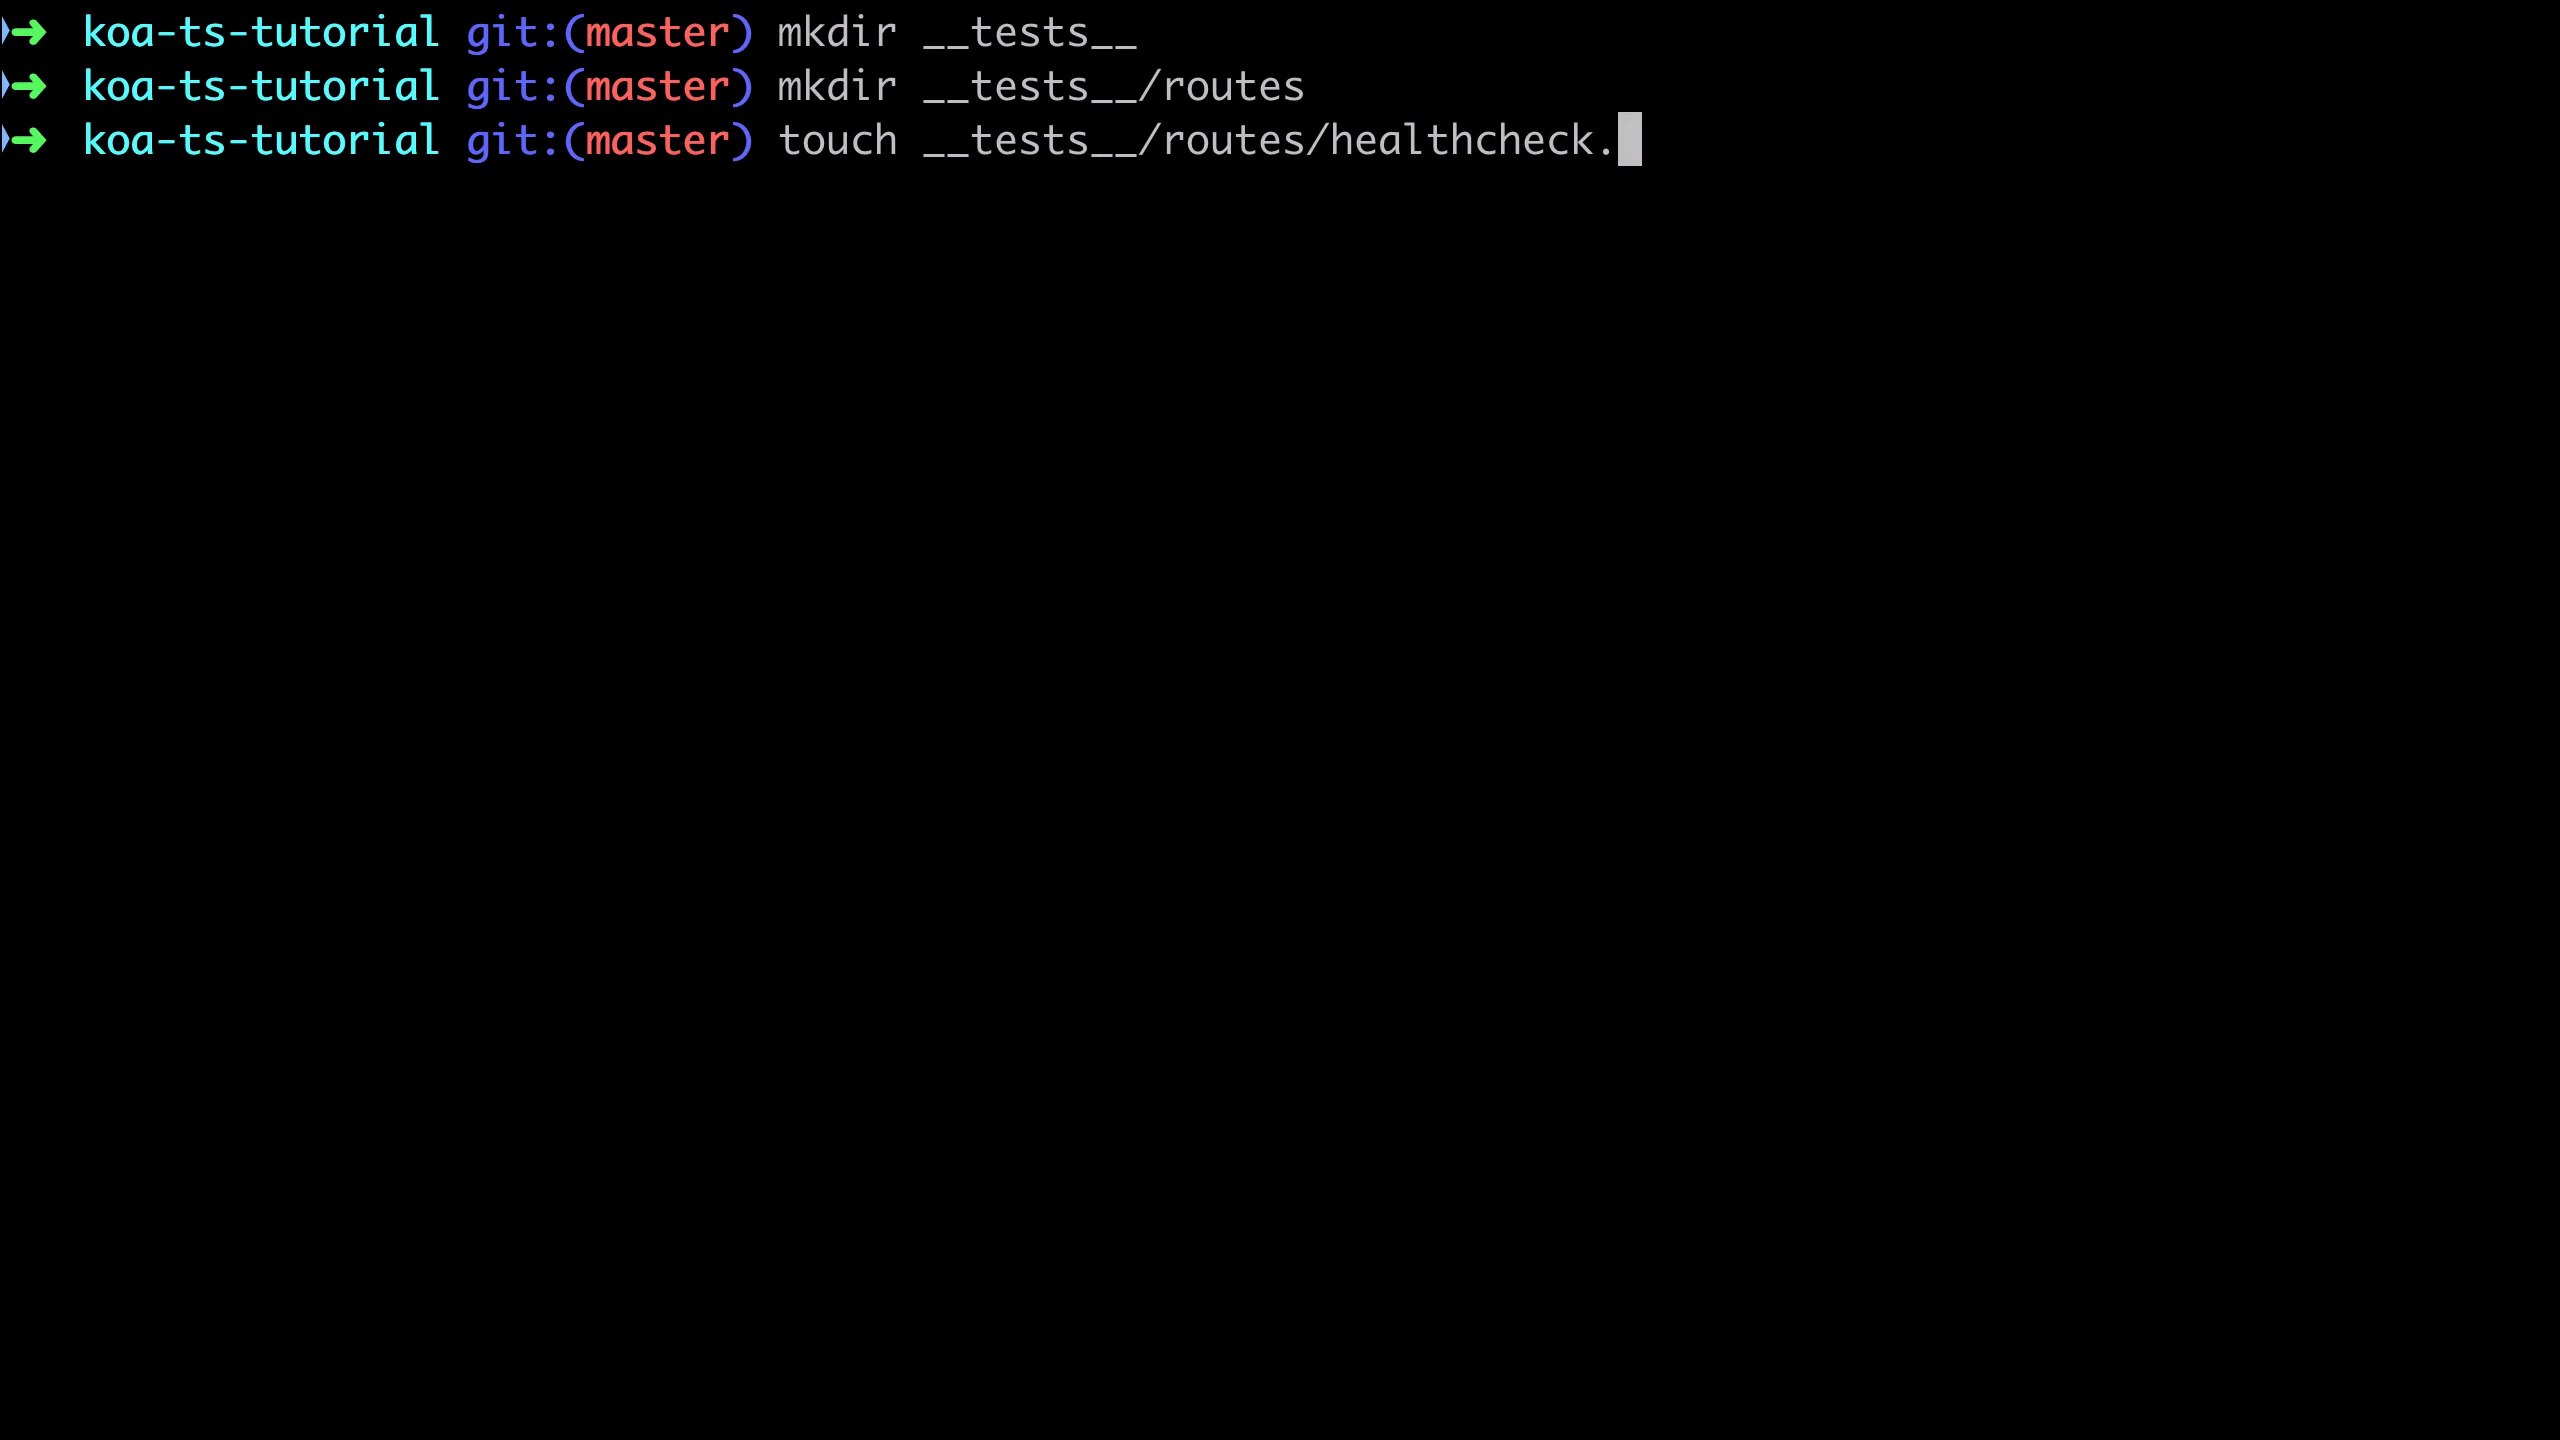 ➜ koa-ts-tutorial git:(master) mkdir __tests__
➜ koa-ts-tutorial git:(master) mkdir __tests__/routes
➜ koa-ts-tutorial git:(master) touch __tests__/routes/healthcheck.